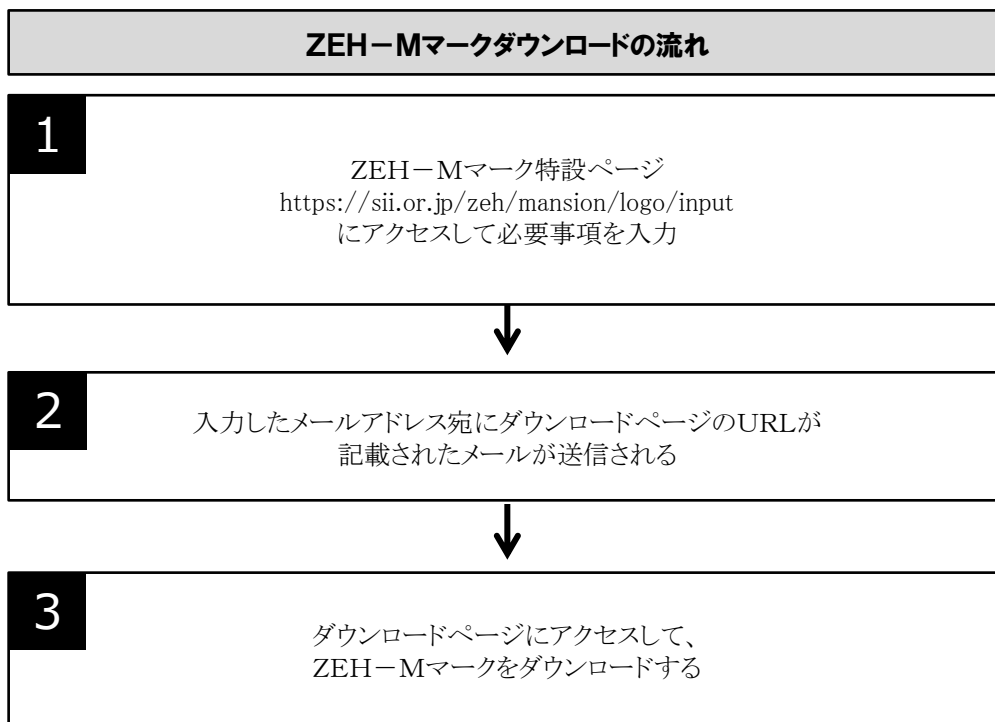 ZEH－Mマークダウンロードの流れ
1
ZEH－Mマーク特設ページ
https://sii.or.jp/zeh/mansion/logo/input
にアクセスして必要事項を入力
2
入力したメールアドレス宛にダウンロードページのURLが
記載されたメールが送信される
3
ダウンロードページにアクセスして、
ZEH－Mマークをダウンロードする